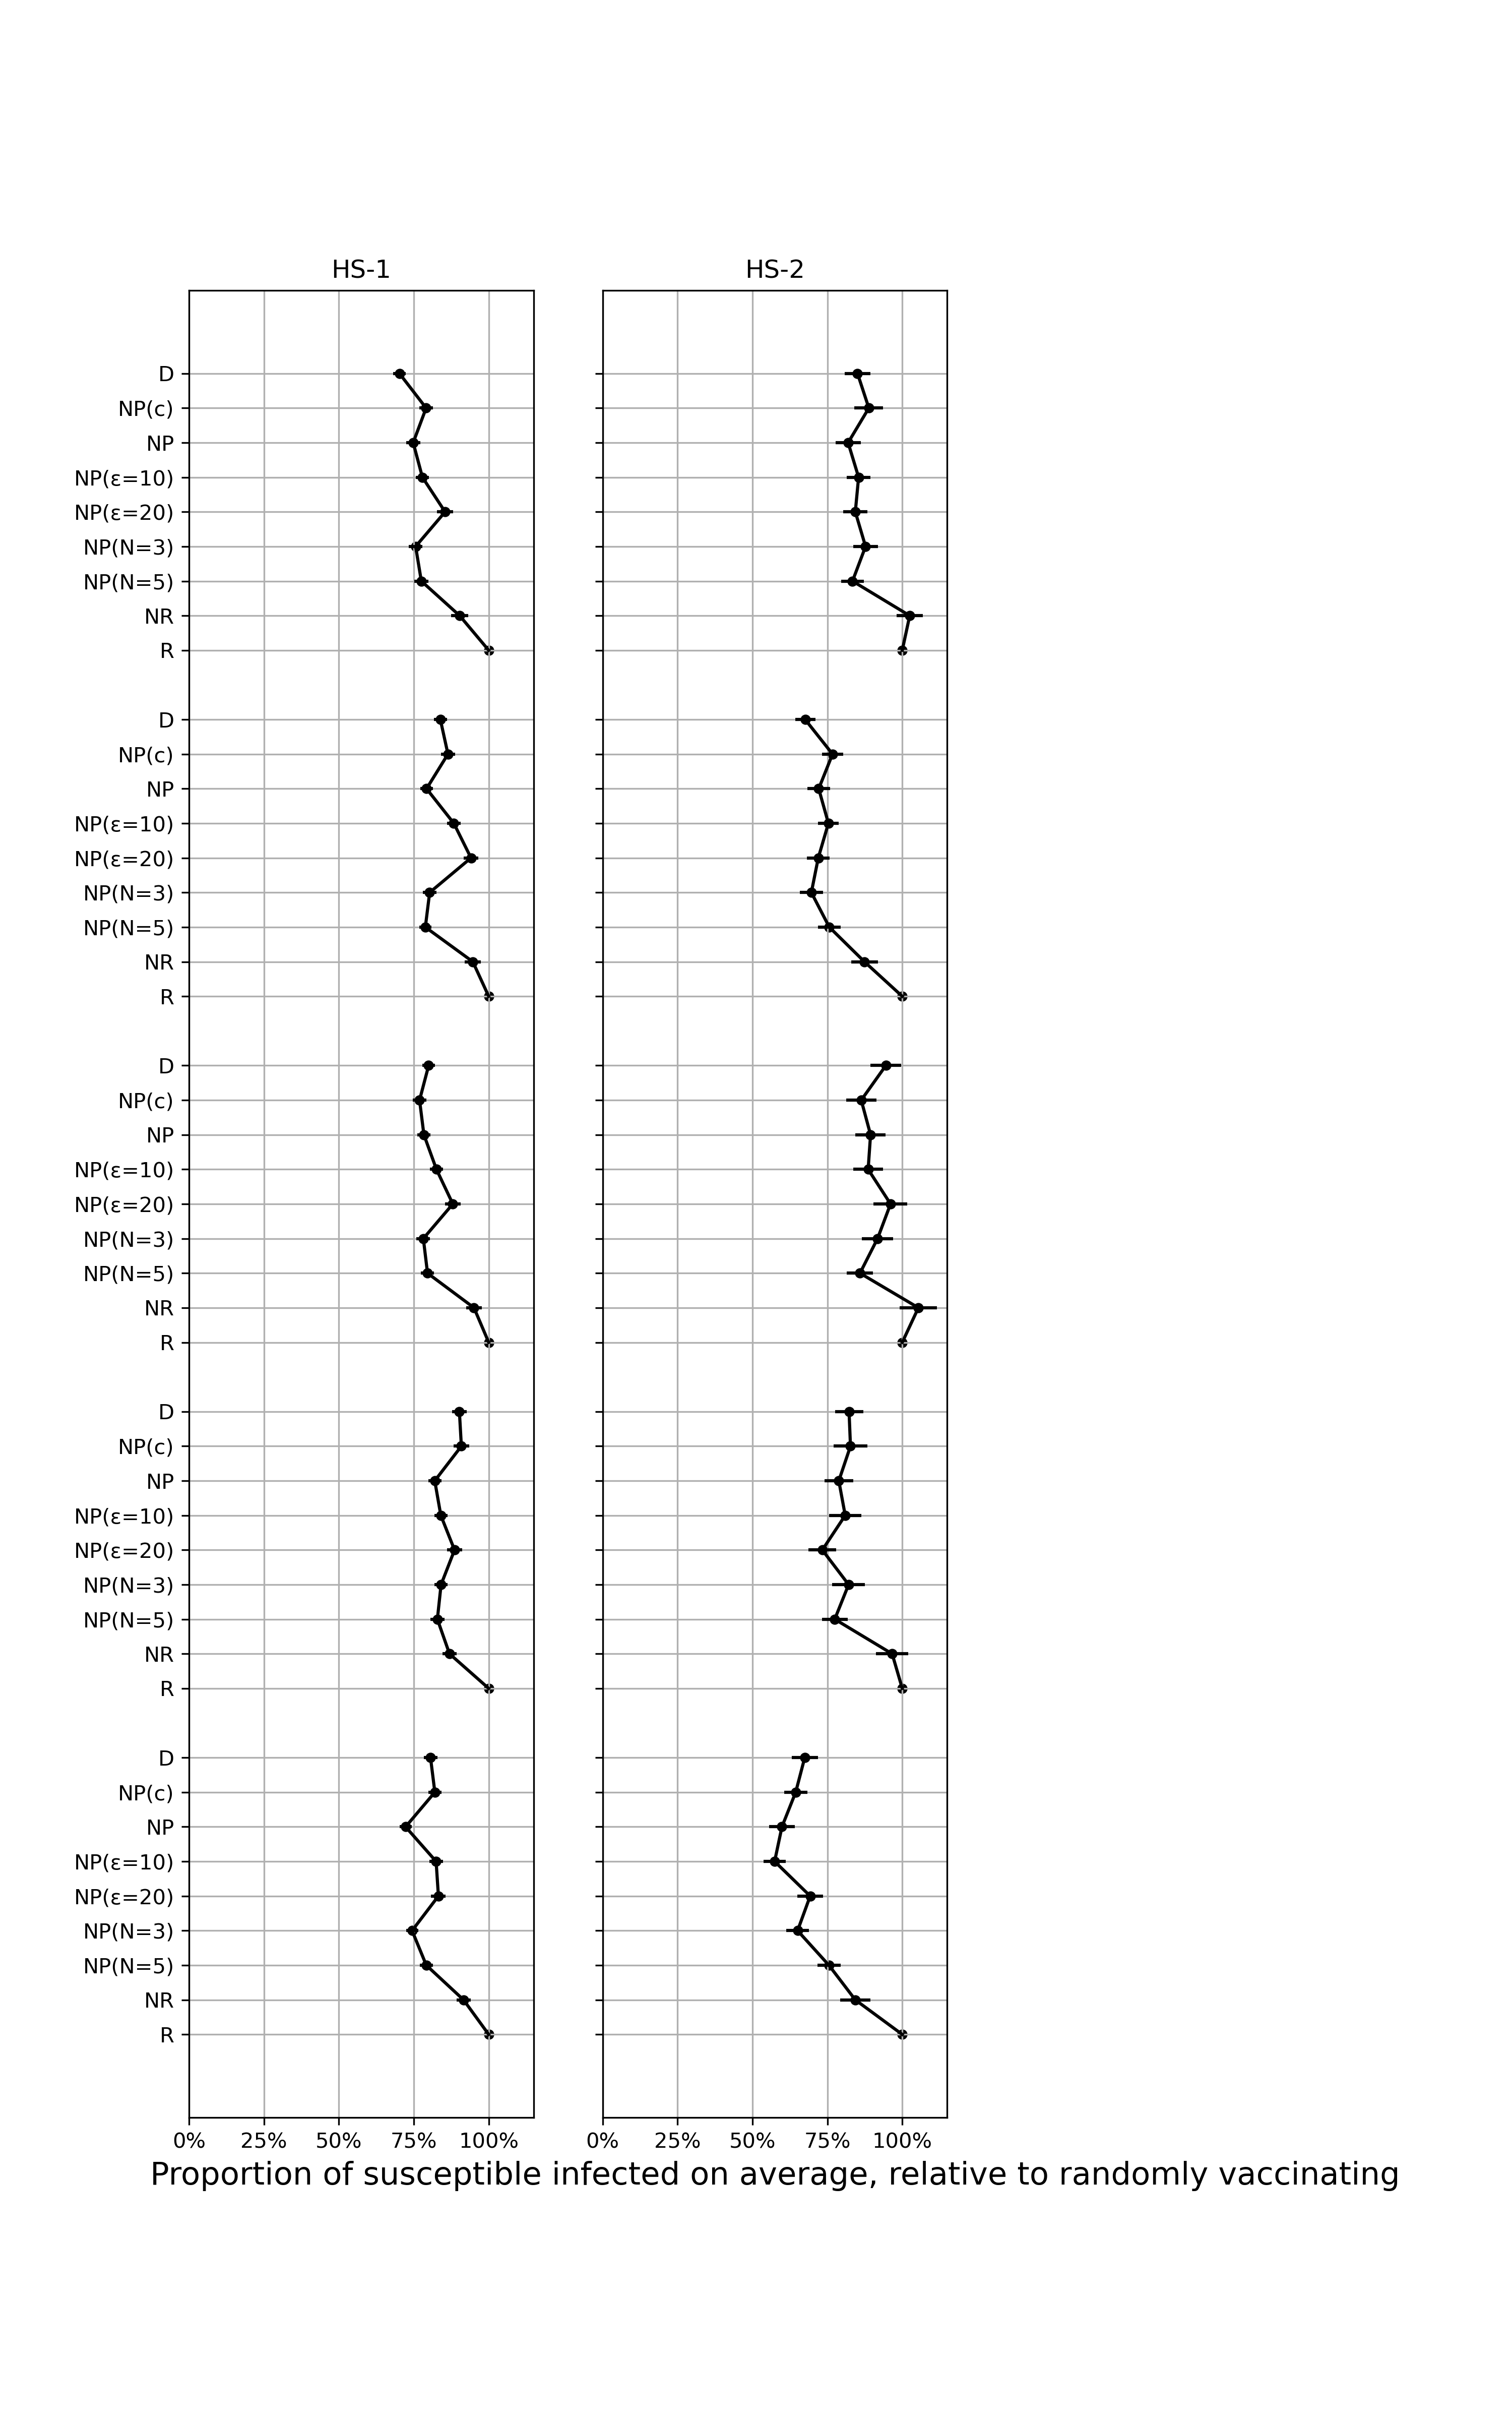 HS-1
HS-2
D
NP(c)
NP
NP(ε=10)
NP(ε=20)
NP(N=3)
NP(N=5)
NR
R
D
NP(c)
NP
NP(ε=10)
NP(ε=20)
NP(N=3)
NP(N=5)
NR
R
D
NP(c)
NP
NP(ε=10)
NP(ε=20)
NP(N=3)
NP(N=5)
NR
R
D
NP(c)
NP
NP(ε=10)
NP(ε=20)
NP(N=3)
NP(N=5)
NR
R
D
NP(c)
NP
NP(ε=10)
NP(ε=20)
NP(N=3)
NP(N=5)
NR
R
0% 25% 50% 75% 100%
0% 25% 50% 75% 100%
Proportion of susceptible infected on average, relative to randomly vaccinating